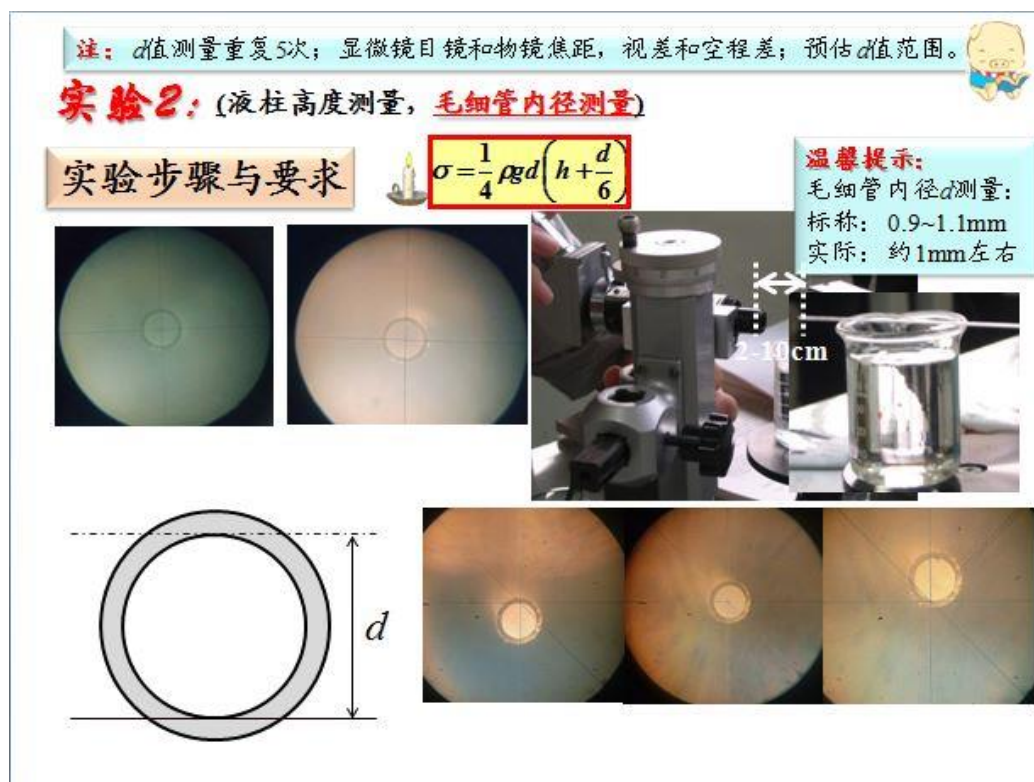 注：d值测量重复5次；显微镜目镜和物镜焦距，视差和空程差；预估d值范围。
实验2：(液柱高度测量，毛细管内径测量)
实验步骤与要求
σ=1/4 ρgd(h+d/6)
温馨提示：
毛细管内径d测量：
标称：0.9~1.1mm
实际：约1mm左右
2-10cm
d